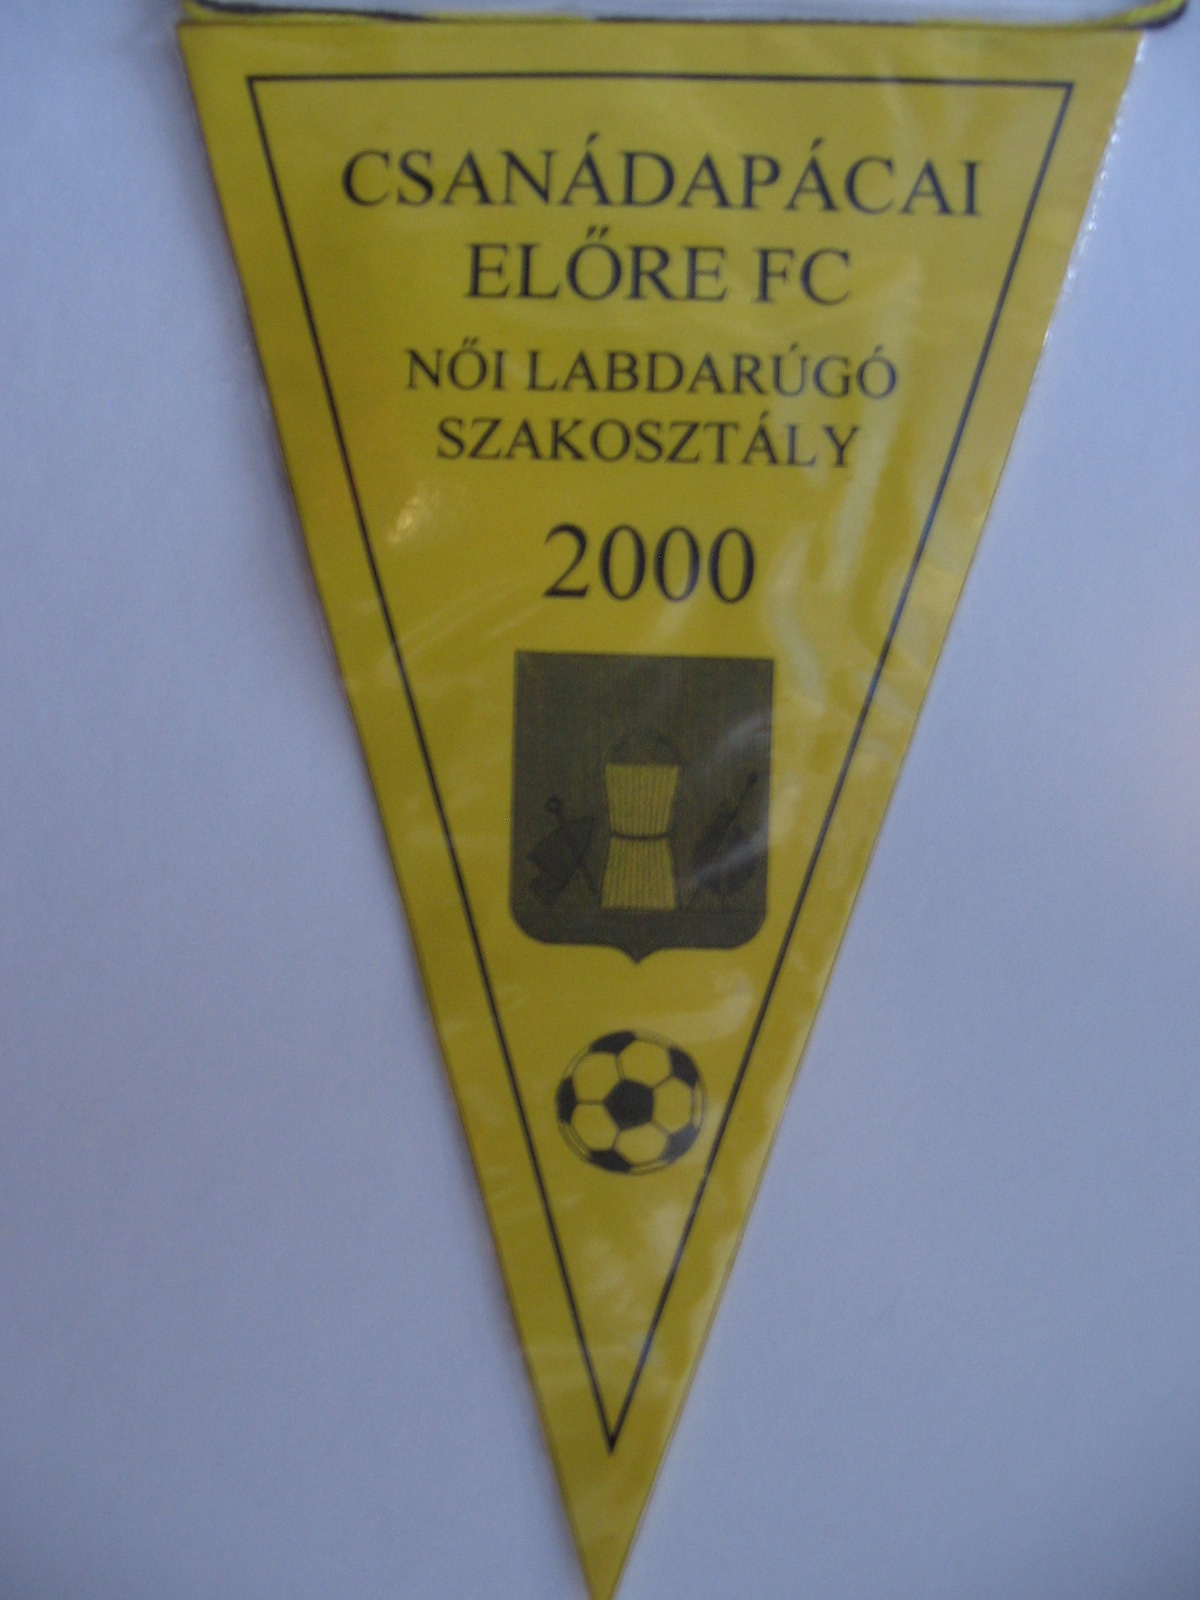 CSANÁDAPÁCAI
ELŐRE FC
NŐI LABDARÚGÓ
SZAKOSZTÁLY
2000